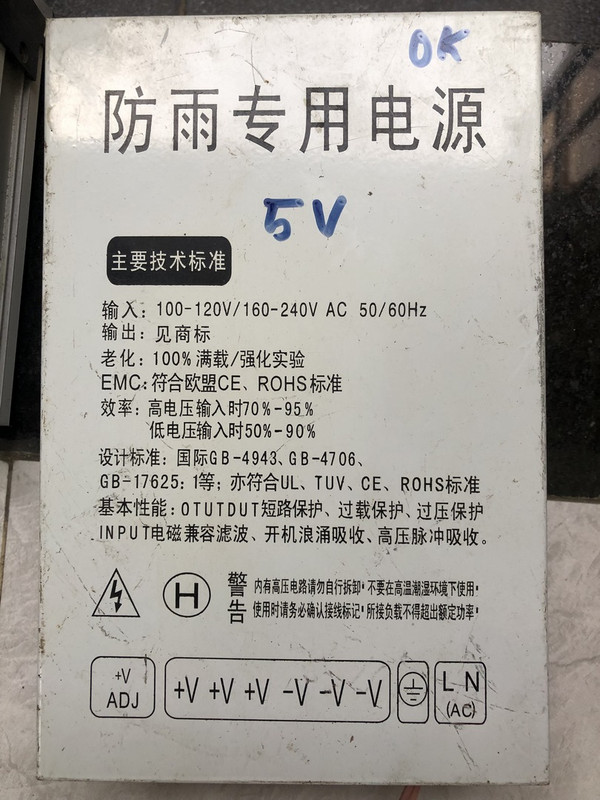 OK
防雨专用电源
5V
主要技术标准
输入：100-120V/160-240V AC 50/60Hz
输出：见商标
老化：100%满载/强化实验
EMC：符合欧盟CE、ROHS标准
效率：高电压输入时70%-95%
低电压输入时50%-90%
设计标准：国际GB-4943、GB-4706、
GB-17625：1等；亦符合UL、TUV、CE、ROHS标准
基本性能：OTUTDUT短路保护、过载保护、过压保护
INPUT电磁兼容滤波、开机浪涌吸收、高压脉冲吸收。
H
警告
内有高压电路请勿自行拆卸·不要在高温潮湿环境下使用·
使用时请务必确认接线标记·所接负载不得超出额定功率·
+V
ADJ
+V +V +V -V -V -V
L N
(AC)